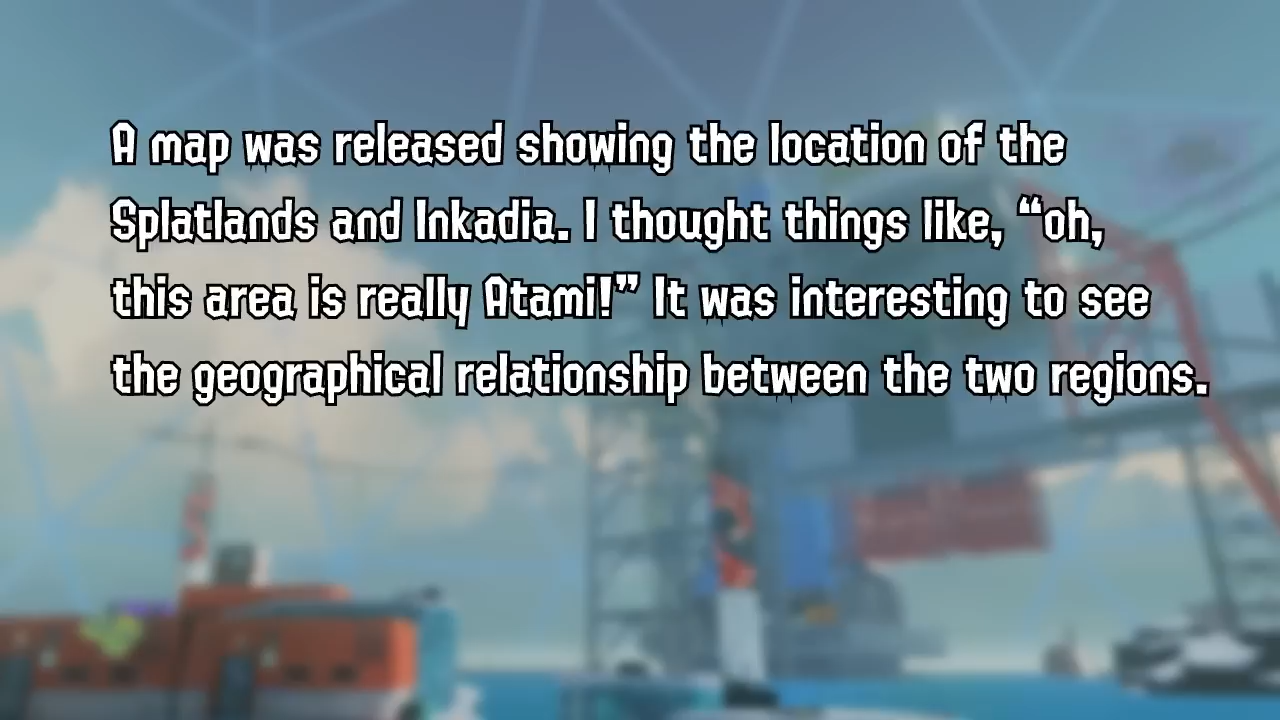 A map was released showing the location of the
Splatlands and Inkadia. I thought things like, “oh,
this area is really Atami!” It was interesting to see
the geographical relationship between the two regions.